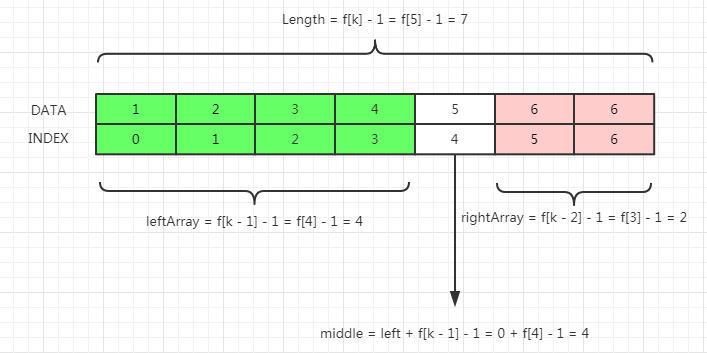 Length = f[k] - 1 = f[5] - 1 = 7
DATA 1 2 3 4 5 6 6
INDEX 0 1 2 3 4 5 6
leftArray = f[k - 1] - 1 = f[4] - 1 = 4
rightArray = f[k - 2] - 1 = f[3] - 1 = 2
middle = left + f[k - 1] - 1 = 0 + f[4] - 1 = 4